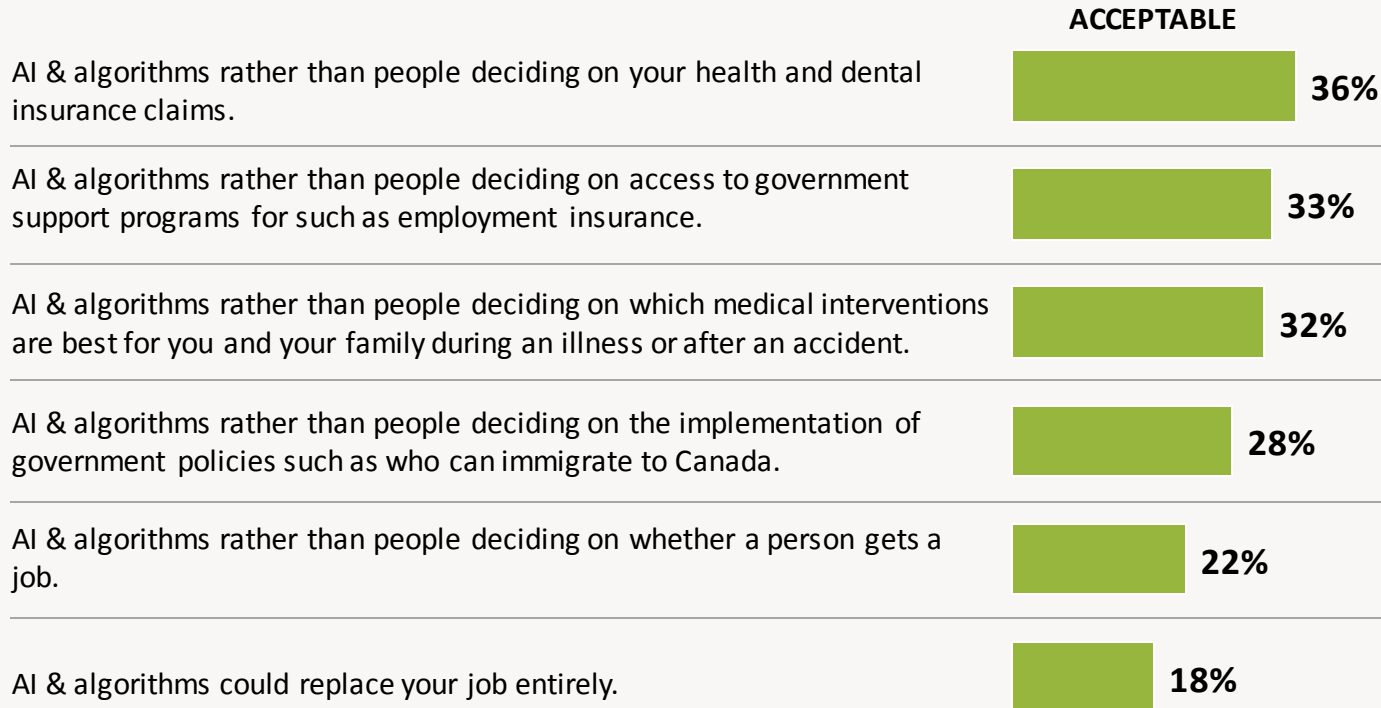 ACCEPTABLE
AI & algorithms rather than people deciding on your health and dental
insurance claims.
36%
AI & algorithms rather than people deciding on access to government
support programs for such as employment insurance.
33%
AI & algorithms rather than people deciding on which medical interventions
are best for you and your family during an illness or after an accident.
32%
AI & algorithms rather than people deciding on the implementation of
government policies such as who can immigrate to Canada.
28%
AI & algorithms rather than people deciding on whether a person gets a
job.
22%
AI & algorithms could replace your job entirely.
18%